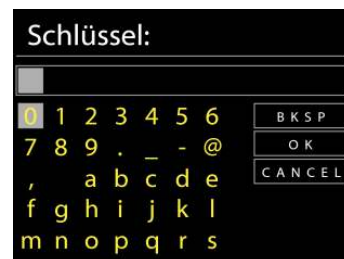 Schlüssel:
0 1 2 3 4 5 6 BKSP
7 8 9 . _ - @ OK
, a b c d e CANCEL
f g h i j k l
m n o p q r s